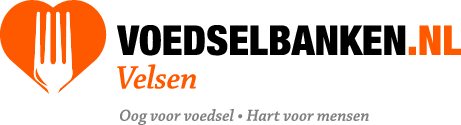 VOEDSELBANKEN.NL
Velsen
Oog voor voedsel • Hart voor mensen